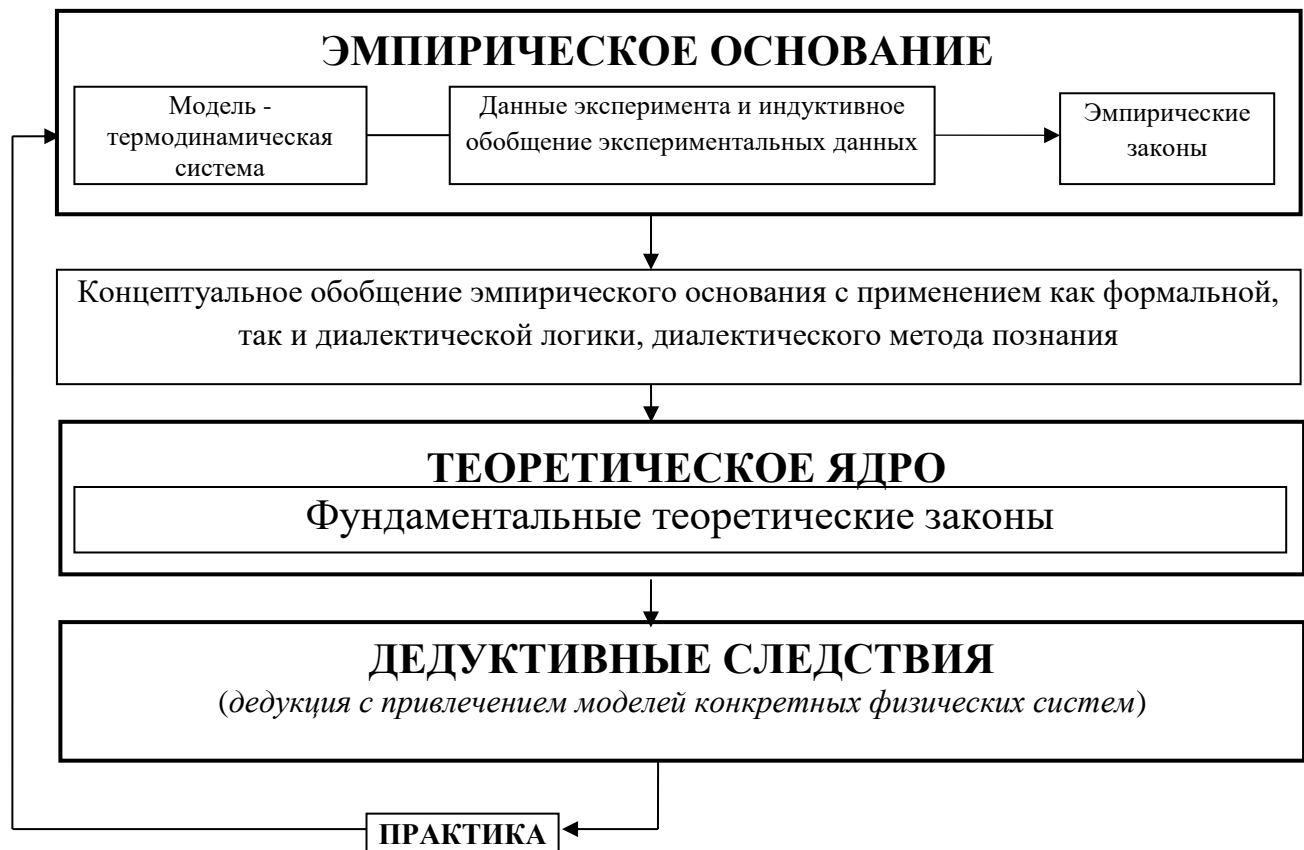 ЭМПИРИЧЕСКОЕ ОСНОВАНИЕ
Модель -
термодинамическая
система
Данные эксперимента и индуктивное
обобщение экспериментальных данных
Эмпирические
законы
Концептуальное обобщение эмпирического основания с применением как формальной,
так и диалектической логики, диалектического метода познания
ТЕОРЕТИЧЕСКОЕ ЯДРО
Фундаментальные теоретические законы
ДЕДУКТИВНЫЕ СЛЕДСТВИЯ
(дедукция с привлечением моделей конкретных физических систем)
ПРАКТИКА